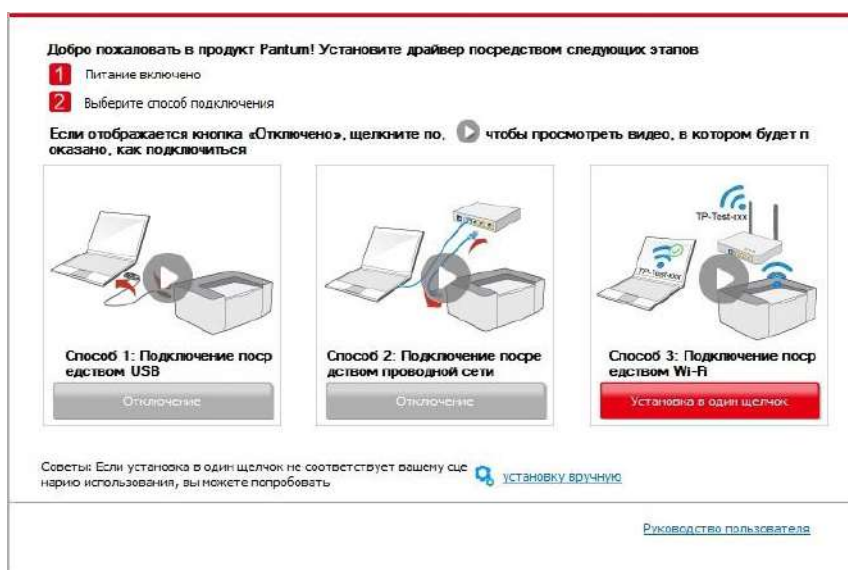 Добро пожаловать в продукт Pantum! Установите драйвер посредством следующих этапов
1 Питание включено
2 Выберите способ подключения
Если отображается кнопка «Отключено», щелкните по, чтобы просмотреть видео, в котором будет п
оказано, как подключиться
TP-Test-xxx
TP-Test-xxx
Способ 1: Подключение поср
едством USB
Отключение
Способ 2: Подключение посре
дством проводной сети
Отключение
Способ 3: Подключение поср
едством Wi-Fi
Установка в один щелчок
Советы: Если установка в один щелчок не соответствует вашему сце
нарию использования, вы можете попробовать
установку вручную
Руководство пользователя